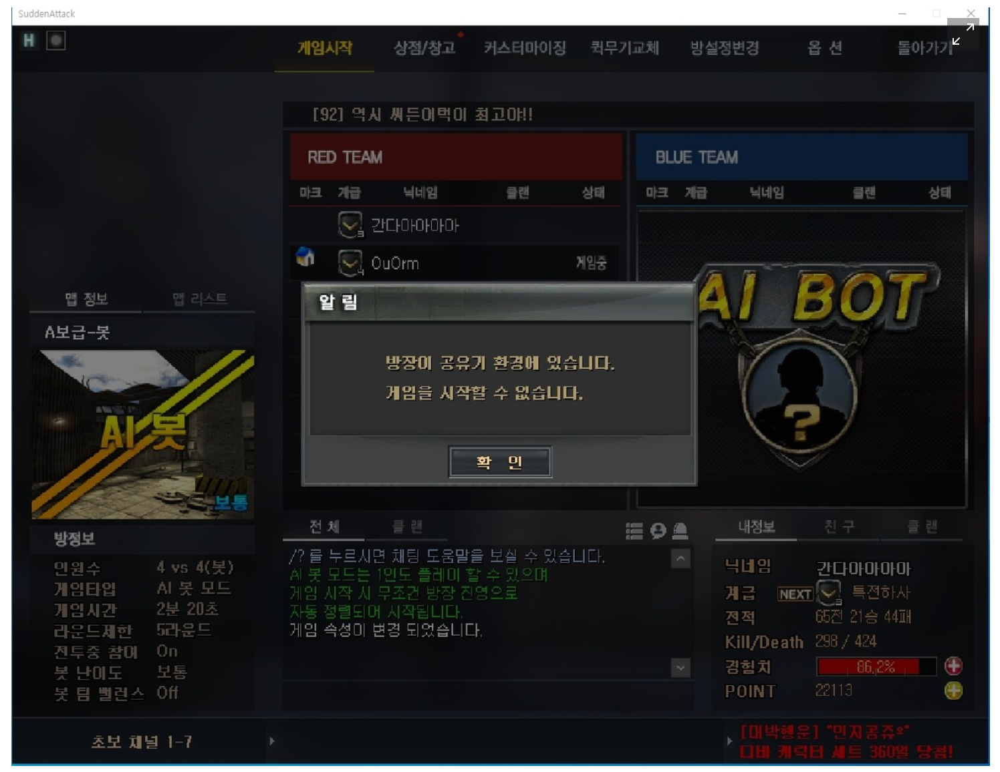 SuddenAttack
H
게임시작 상점/창고 커스터마이징 퀵무기교체 방설정변경 옵 션 돌아가기
[92] 역시 써든어택이 최고야!!
RED TEAM
마크 계급 닉네임 클랜 상태
3 간다아아아아
4 OuOrm 게임중
BLUE TEAM
마크 계급 닉네임 클랜 상태
AI BOT
?
알 림
방장이 공유기 환경에 있습니다.
게임을 시작할 수 없습니다.
확 인
맵 정보 맵 리스트
A보급-봇
AI 봇
보통
방정보
인원수 4 vs 4(봇)
게임타입 AI 봇 모드
게임시간 2분 20초
라운드제한 5라운드
전투중 참여 On
봇 난이도 보통
봇 팀 밸런스 Off
전 체 클 랜
/? 를 누르시면 채팅 도움말을 보실 수 있습니다.
AI 봇 모드는 1인도 플레이 할 수 있으며
게임 시작 시 무조건 방장 진영으로
자동 정렬되어 시작됩니다.
게임 속성이 변경 되었습니다.
내정보 친 구 클 랜
닉네임 간다아아아아
계급 NEXT 3 특전하사
전적 65전 21승 44패
Kill/Death 298 / 424
경험치 86,2%
POINT 22113
초보 채널 1-7
[대박행운] "민지공쥬º"
디바 캐릭터 세트 360일 당첨!